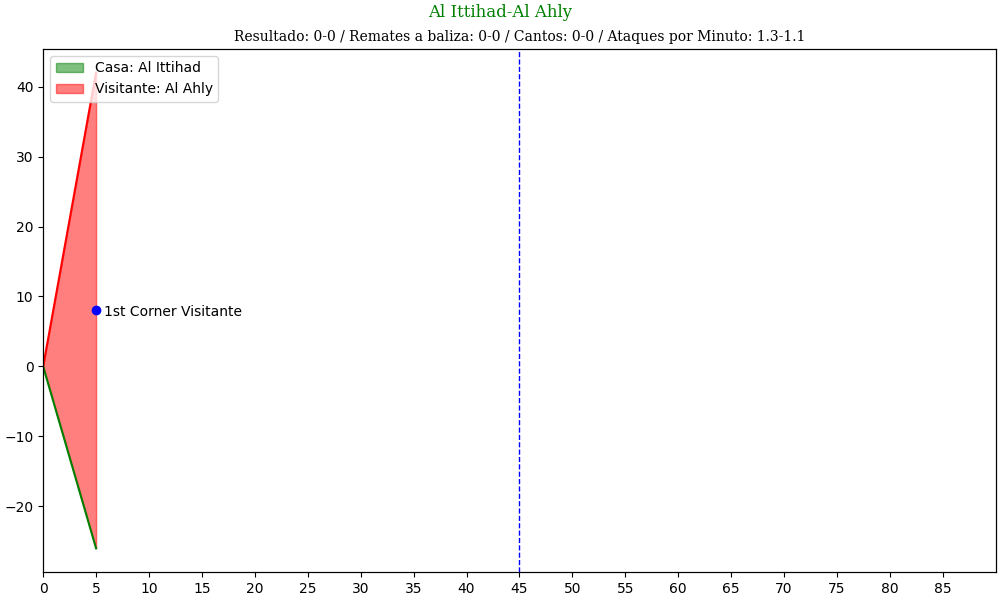 Al Ittihad-Al Ahly
Resultado: 0-0 / Remates a baliza: 0-0 / Cantos: 0-0 / Ataques por Minuto: 1.3-1.1
Casa: Al Ittihad
Visitante: Al Ahly
40
30
20
10
0
−10
−20
1st Corner Visitante
0 5 10 15 20 25 30 35 40 45 50 55 60 65 70 75 80 85